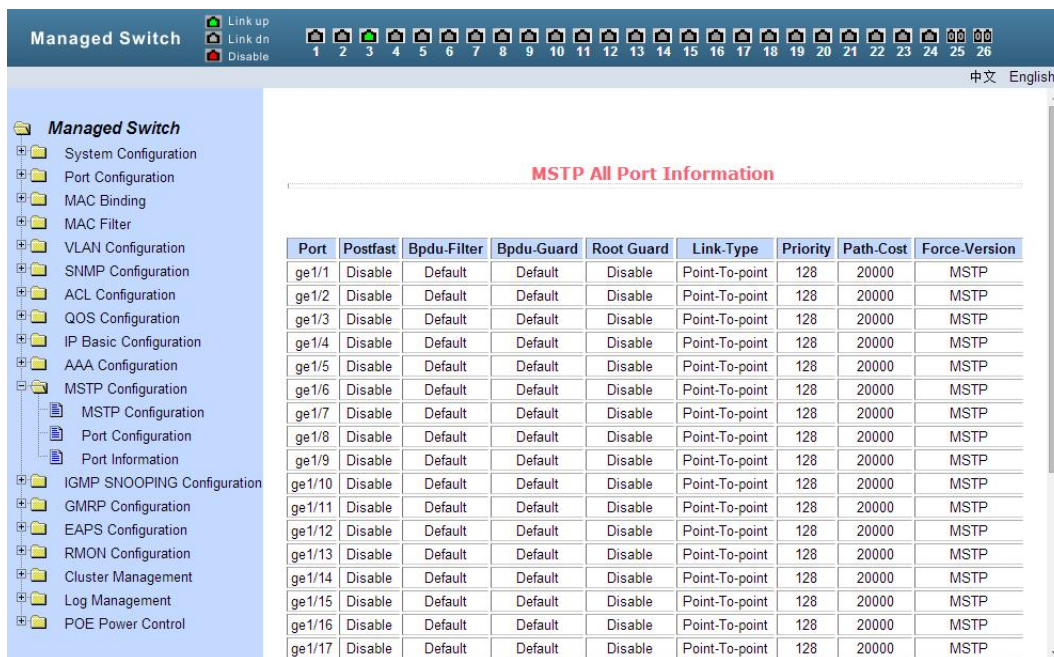 Managed Switch
Link up
Link dn
Disable
1 2 3 4 5 6 7 8 9 10 11 12 13 14 15 16 17 18 19 20 21 22 23 24 25 26
中文 English
Managed Switch
System Configuration
Port Configuration
MAC Binding
MAC Filter
VLAN Configuration
SNMP Configuration
ACL Configuration
QOS Configuration
IP Basic Configuration
AAA Configuration
MSTP Configuration
MSTP Configuration
Port Configuration
Port Information
IGMP SNOOPING Configuration
GMRP Configuration
EAPS Configuration
RMON Configuration
Cluster Management
Log Management
POE Power Control
MSTP All Port Information
Port Postfast Bpdu-Filter Bpdu-Guard Root Guard Link-Type Priority Path-Cost Force-Version
ge1/1 Disable Default Default Disable Point-To-point 128 20000 MSTP
ge1/2 Disable Default Default Disable Point-To-point 128 20000 MSTP
ge1/3 Disable Default Default Disable Point-To-point 128 20000 MSTP
ge1/4 Disable Default Default Disable Point-To-point 128 20000 MSTP
ge1/5 Disable Default Default Disable Point-To-point 128 20000 MSTP
ge1/6 Disable Default Default Disable Point-To-point 128 20000 MSTP
ge1/7 Disable Default Default Disable Point-To-point 128 20000 MSTP
ge1/8 Disable Default Default Disable Point-To-point 128 20000 MSTP
ge1/9 Disable Default Default Disable Point-To-point 128 20000 MSTP
ge1/10 Disable Default Default Disable Point-To-point 128 20000 MSTP
ge1/11 Disable Default Default Disable Point-To-point 128 20000 MSTP
ge1/12 Disable Default Default Disable Point-To-point 128 20000 MSTP
ge1/13 Disable Default Default Disable Point-To-point 128 20000 MSTP
ge1/14 Disable Default Default Disable Point-To-point 128 20000 MSTP
ge1/15 Disable Default Default Disable Point-To-point 128 20000 MSTP
ge1/16 Disable Default Default Disable Point-To-point 128 20000 MSTP
ge1/17 Disable Default Default Disable Point-To-point 128 20000 MSTP